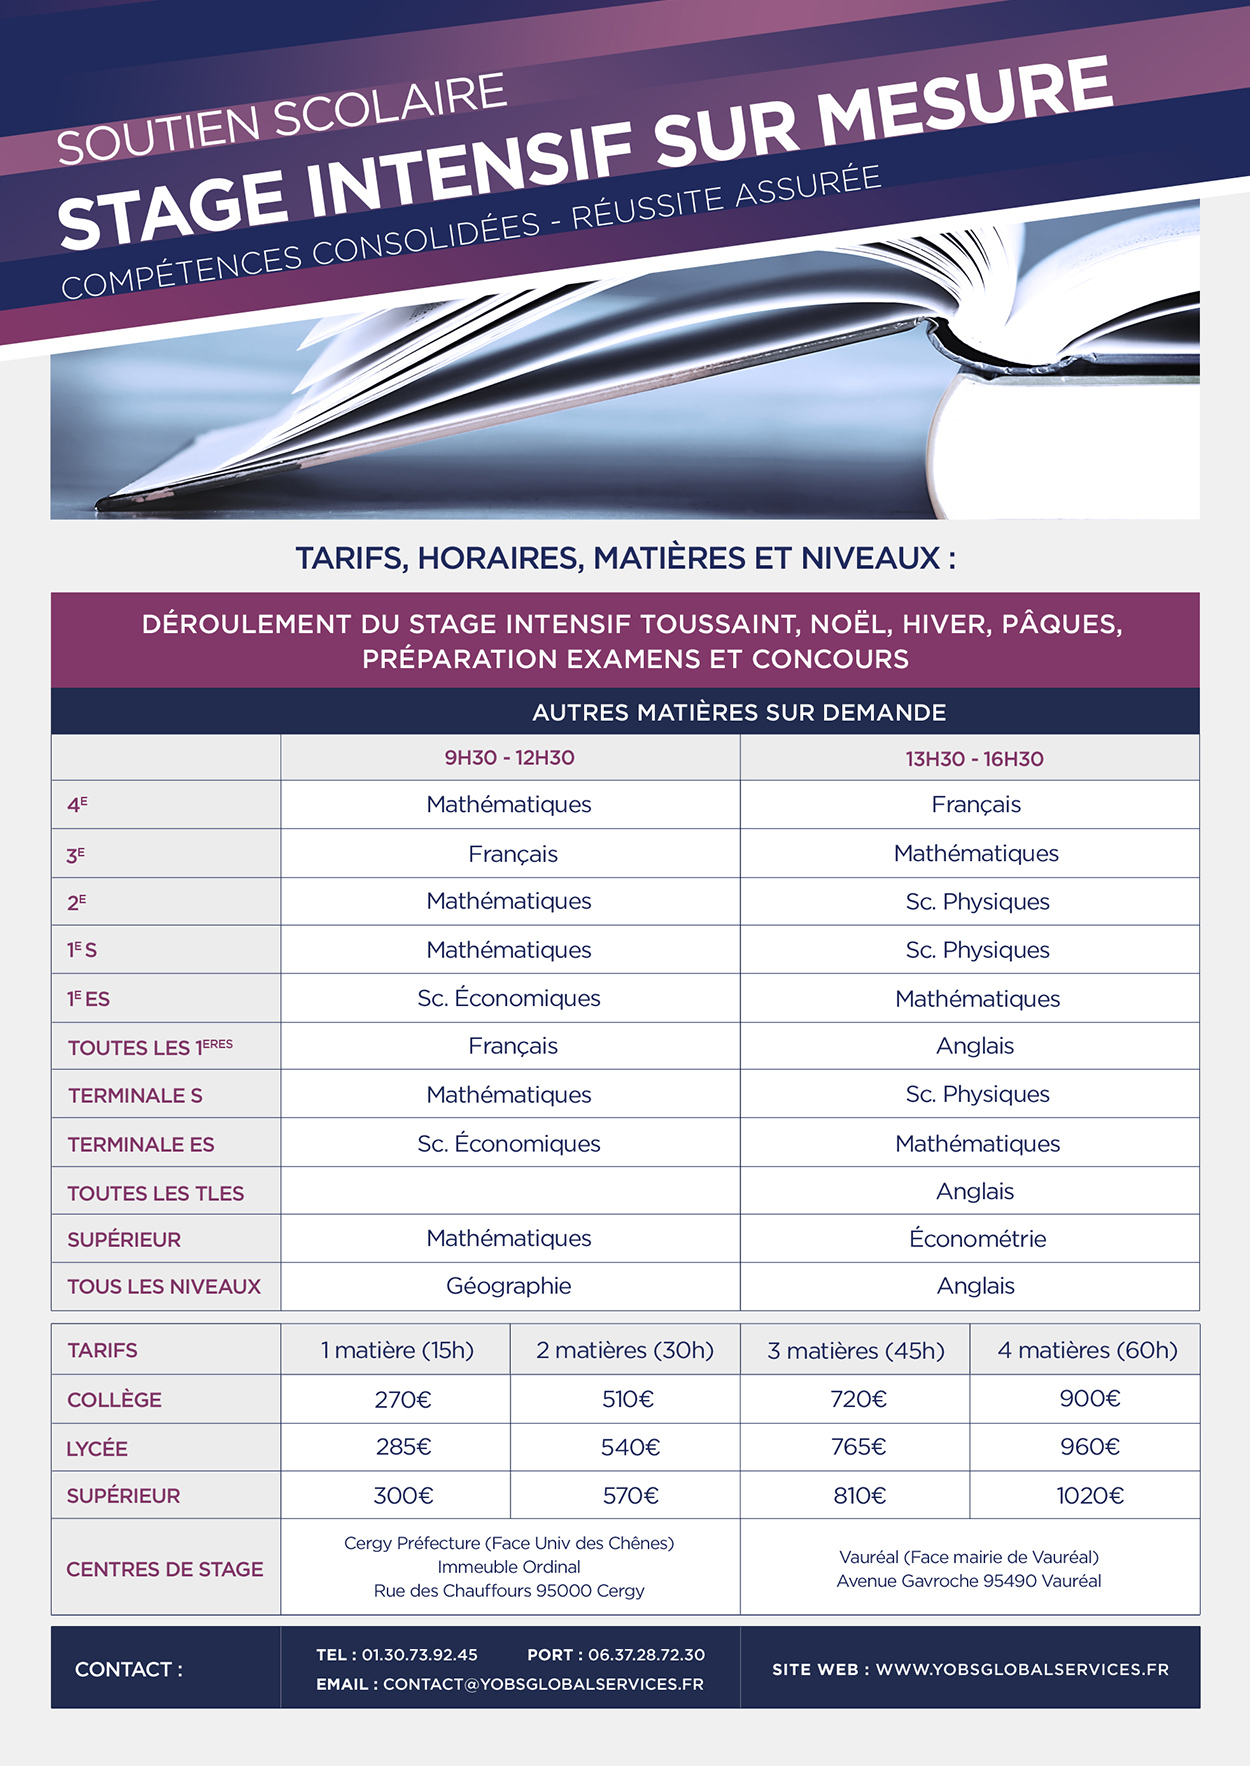 SOUTIEN SCOLAIRE
STAGE INTENSIF SUR MESURE
COMPÉTENCES CONSOLIDÉES - RÉUSSITE ASSURÉE
TARIFS, HORAIRES, MATIÈRES ET NIVEAUX :
DÉROULEMENT DU STAGE INTENSIF TOUSSAINT, NOËL, HIVER, PÂQUES,
PRÉPARATION EXAMENS ET CONCOURS
AUTRES MATIÈRES SUR DEMANDE
9H30 - 12H30 13H30 - 16H30
4E Mathématiques Français
3E Français Mathématiques
2E Mathématiques Sc. Physiques
1E S Mathématiques Sc. Physiques
1E ES Sc. Économiques Mathématiques
TOUTES LES 1ERES Français Anglais
TERMINALE S Mathématiques Sc. Physiques
TERMINALE ES Sc. Économiques Mathématiques
TOUTES LES TLES Anglais
SUPÉRIEUR Mathématiques Économétrie
TOUS LES NIVEAUX Géographie Anglais
TARIFS 1 matière (15h) 2 matières (30h) 3 matières (45h) 4 matières (60h)
COLLÈGE 270€ 510€ 720€ 900€
LYCÉE 285€ 540€ 765€ 960€
SUPÉRIEUR 300€ 570€ 810€ 1020€
CENTRES DE STAGE
Cergy Préfecture (Face Univ des Chênes)
Immeuble Ordinal
Rue des Chauffours 95000 Cergy
Vauréal (Face mairie de Vauréal)
Avenue Gavroche 95490 Vauréal
CONTACT :
TEL : 01.30.73.92.45 PORT : 06.37.28.72.30
EMAIL : CONTACT@YOBSGLOBALSERVICES.FR
SITE WEB : WWW.YOBSGLOBALSERVICES.FR